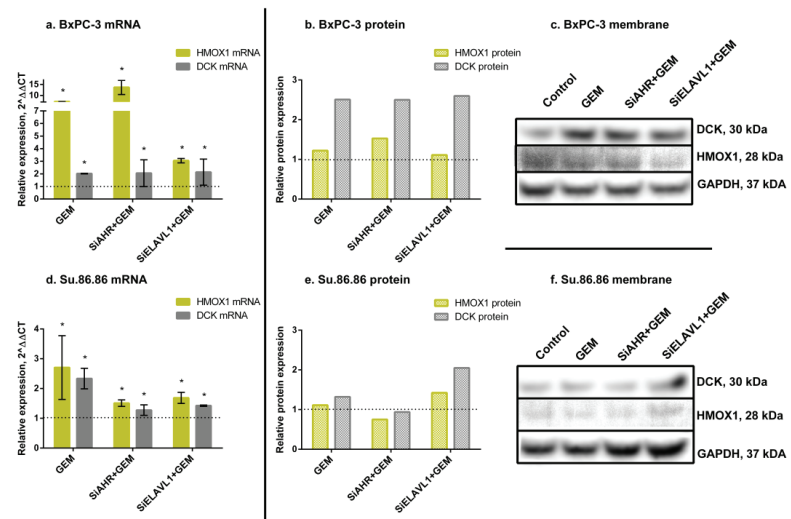 a. BxPC-3 mRNA
HMOX1 mRNA
DCK mRNA
Relative expression, 2^ΔΔCT
15
10
7
6
5
4
3
2
1
0
*
*
*
*
*
*
GEM
SiAHR+GEM
SiELAVL1+GEM
b. BxPC-3 protein
HMOX1 protein
DCK protein
Relative protein expression
3
2
1
0
GEM
SiAHR+GEM
SiELAVL1+GEM
c. BxPC-3 membrane
Control
GEM
SiAHR+GEM
SiELAVL1+GEM
DCK, 30 kDa
HMOX1, 28 kDa
GAPDH, 37 kDA
d. Su.86.86 mRNA
HMOX1 mRNA
DCK mRNA
Relative expression, 2^ΔΔCT
4
3
2
1
0
*
*
*
*
*
*
GEM
SiAHR+GEM
SiELAVL1+GEM
e. Su.86.86 protein
HMOX1 protein
DCK protein
Relative protein expression
3
2
1
0
GEM
SiAHR+GEM
SiELAVL1+GEM
f. Su.86.86 membrane
Control
GEM
SiAHR+GEM
SiELAVL1+GEM
DCK, 30 kDa
HMOX1, 28 kDa
GAPDH, 37 kDA